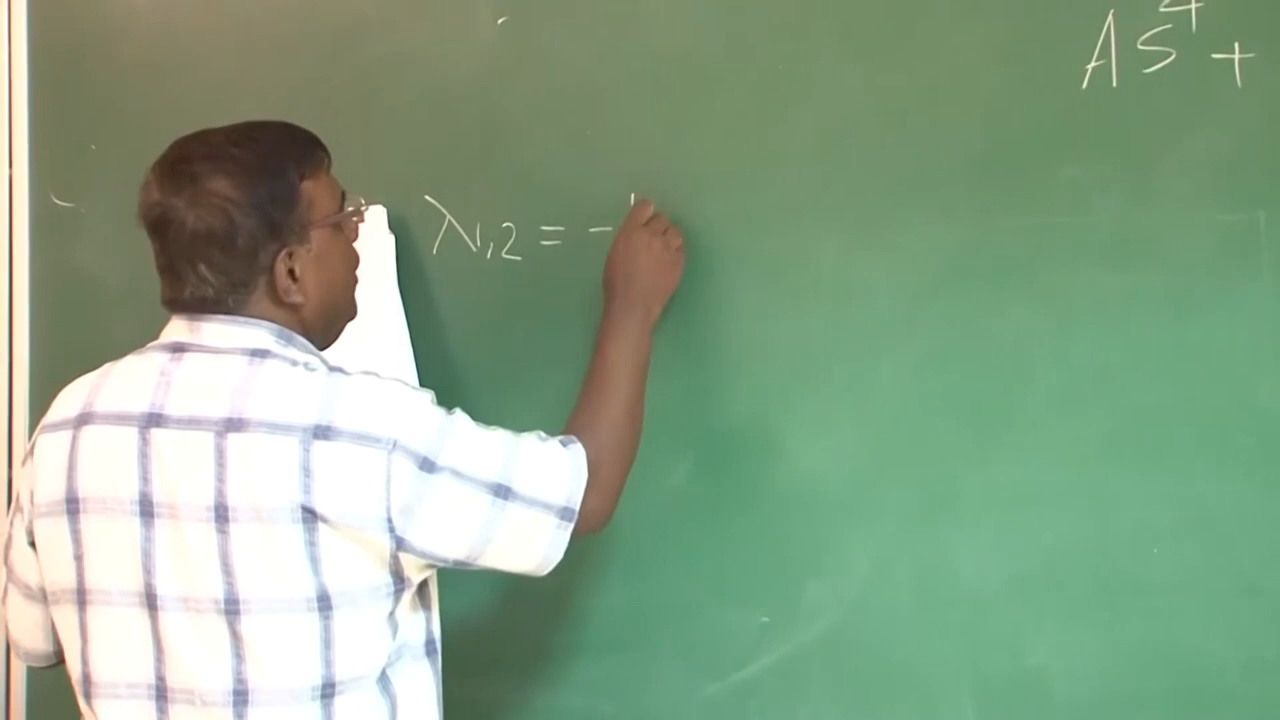 As⁴ +
λ1,2 = -